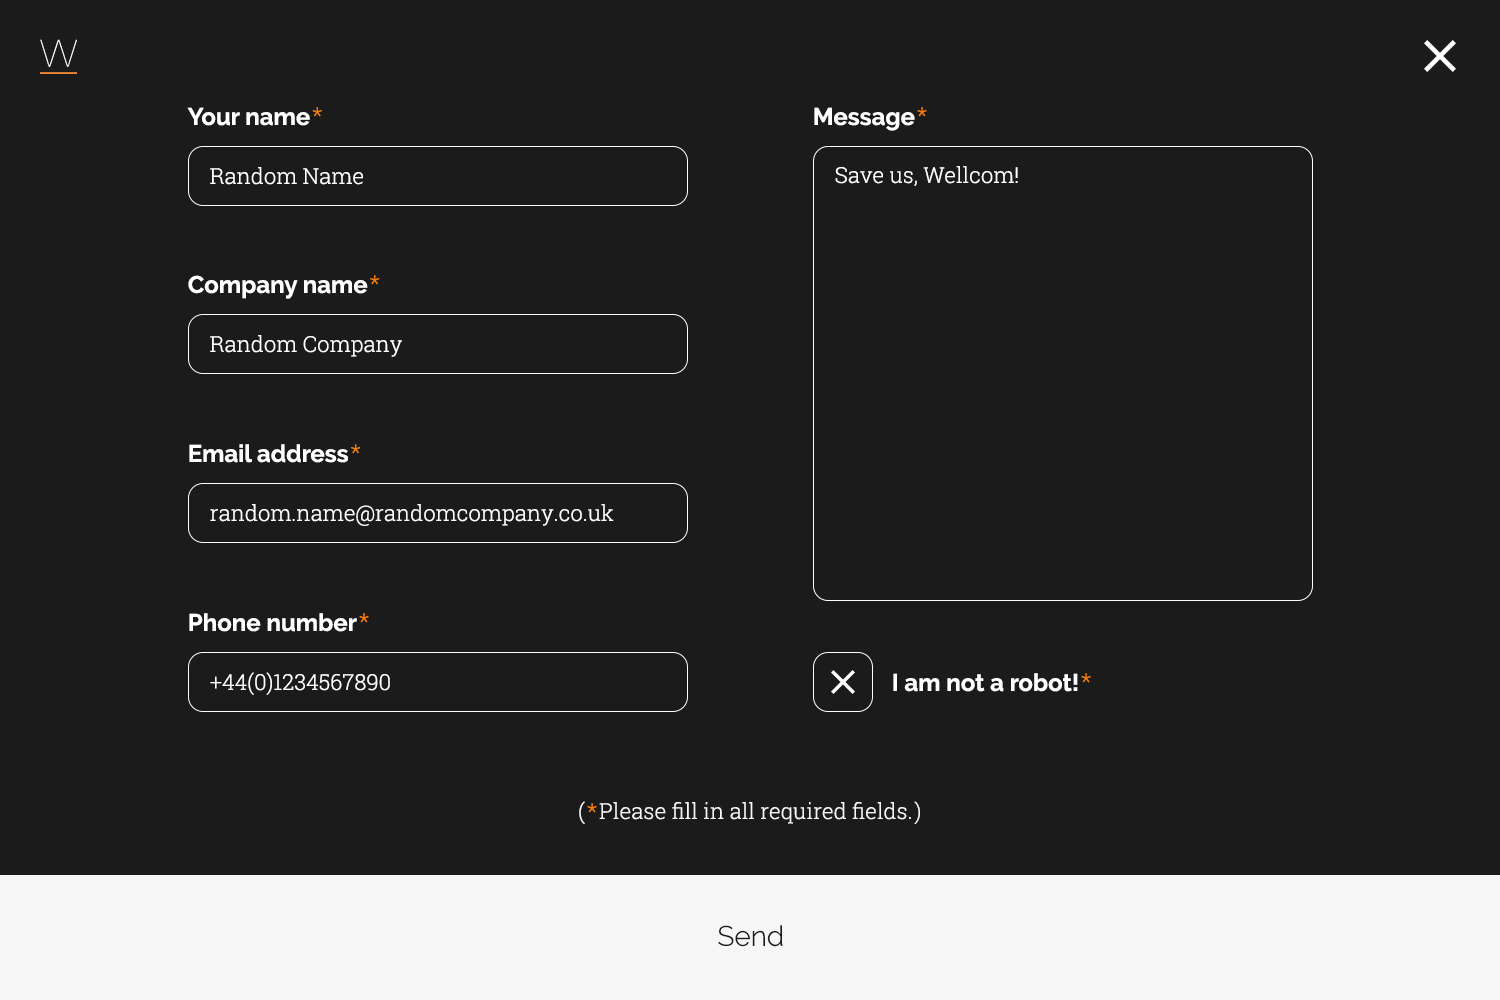 W
Your name*
Random Name
Company name*
Random Company
Email address*
random.name@randomcompany.co.uk
Phone number*
+44(0)1234567890
Message*
Save us, Wellcom!
I am not a robot!*
(*Please fill in all required fields.)
Send